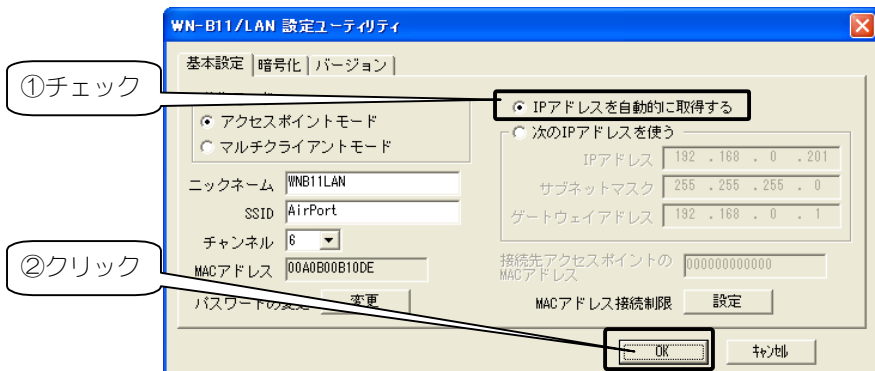 WN-B11/LAN 設定ユーティリティ
基本設定 暗号化 バージョン
①チェック
アクセスポイントモード
マルチクライアントモード
ニックネーム WNB11LAN
SSID AirPort
チャンネル 6
MACアドレス 00A0B00B10DE
パスワードの変更 変更
IPアドレスを自動的に取得する
次のIPアドレスを使う
IPアドレス 192 .168 . 0 .201
サブネットマスク 255 .255 .255 . 0
ゲートウェイアドレス 192 .168 . 0 . 1
接続先アクセスポイントの
MACアドレス 000000000000
MACアドレス接続制限 設定
②クリック
OK キャンセル